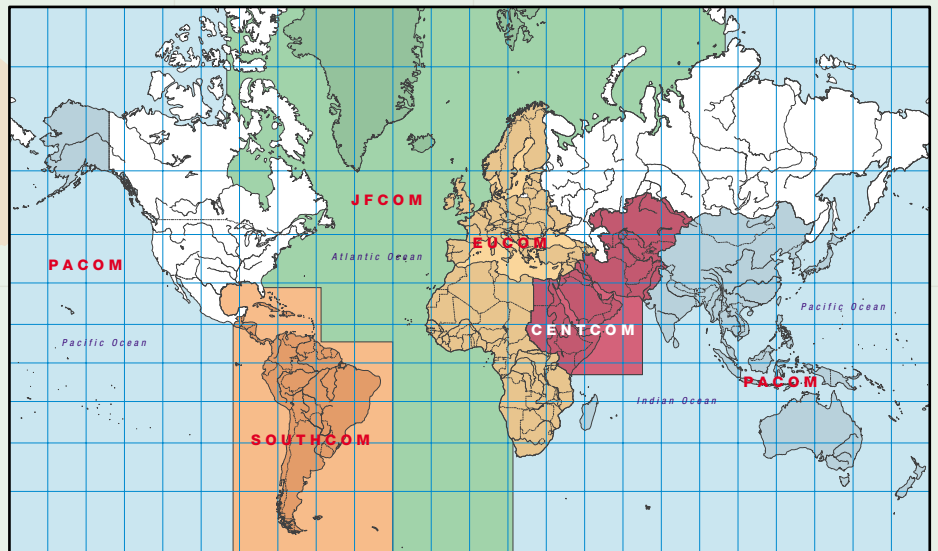 JFCOM
EUCOM
Atlantic Ocean
PACOM
Pacific Ocean
CENTCOM
Pacific Ocean
PACOM
Indian Ocean
SOUTHCOM